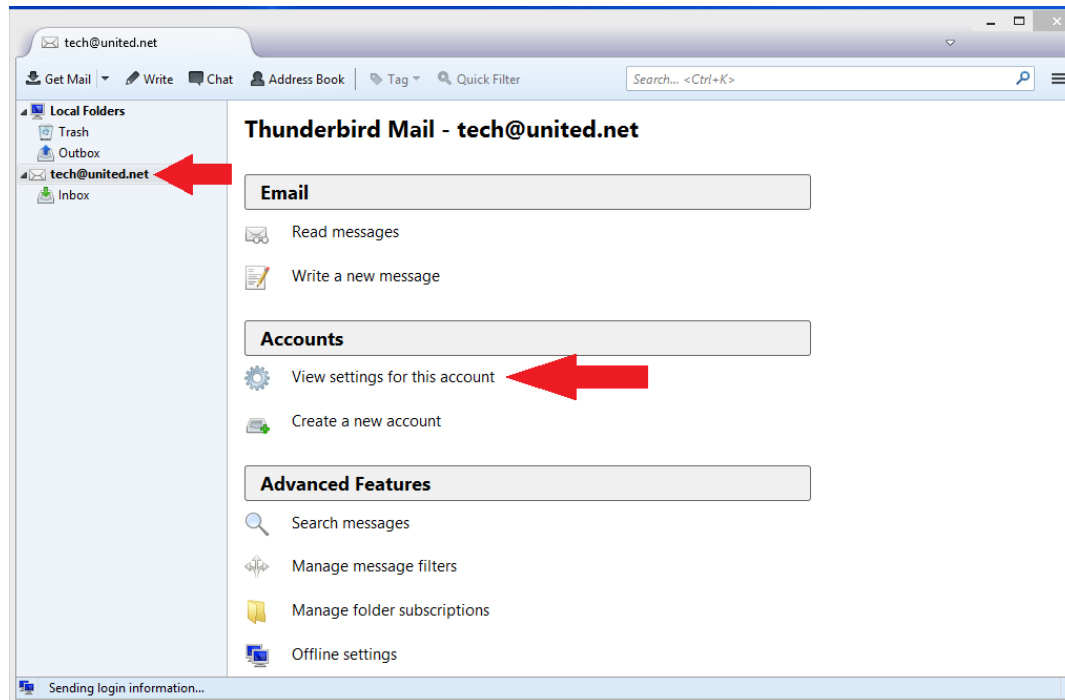 tech@united.net
Get Mail Write Chat Address Book Tag Quick Filter Search... <Ctrl+K>
Local Folders
Trash
Outbox
tech@united.net
Inbox
Thunderbird Mail - tech@united.net
Email
Read messages
Write a new message
Accounts
View settings for this account
Create a new account
Advanced Features
Search messages
Manage message filters
Manage folder subscriptions
Offline settings
Sending login information...